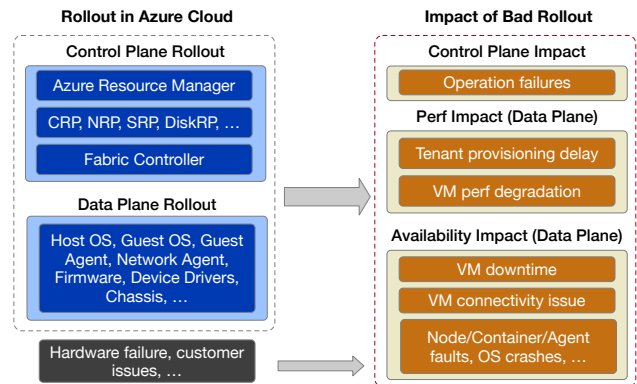 Rollout in Azure Cloud
Control Plane Rollout
Azure Resource Manager
CRP, NRP, SRP, DiskRP, …
Fabric Controller
Data Plane Rollout
Host OS, Guest OS, Guest
Agent, Network Agent,
Firmware, Device Drivers,
Chassis, …
Hardware failure, customer
issues, …
Impact of Bad Rollout
Control Plane Impact
Operation failures
Perf Impact (Data Plane)
Tenant provisioning delay
VM perf degradation
Availability Impact (Data Plane)
VM downtime
VM connectivity issue
Node/Container/Agent
faults, OS crashes, …